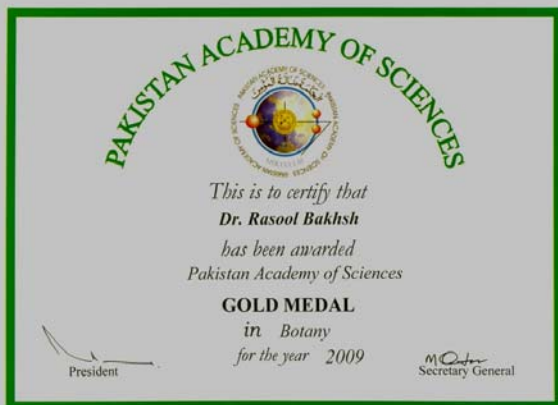 PAKISTAN ACADEMY OF SCIENCES
This is to certify that
Dr. Rasool Bakhsh
has been awarded
Pakistan Academy of Sciences
GOLD MEDAL
in Botany
for the year 2009
President
Secretary General